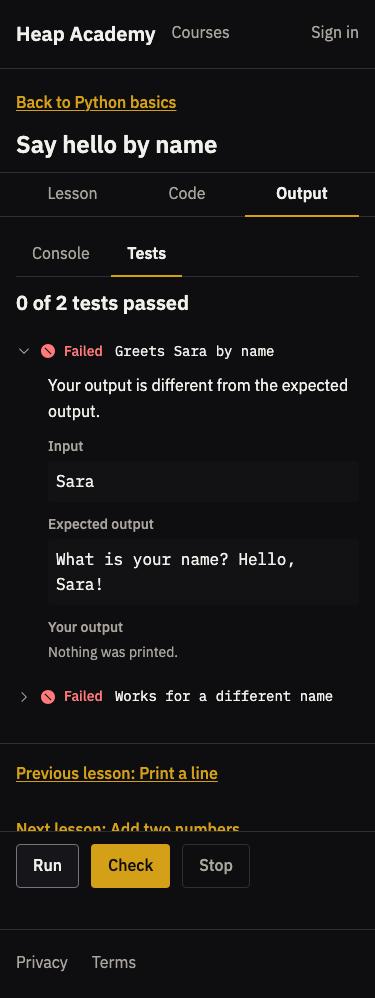 Heap Academy Courses Sign in
Back to Python basics
Say hello by name
Lesson Code Output
Console Tests
0 of 2 tests passed
Failed Greets Sara by name
Your output is different from the expected
output.
Input
Sara
Expected output
What is your name? Hello,
Sara!
Your output
Nothing was printed.
Failed Works for a different name
Previous lesson: Print a line
Next lesson: Add two numbers
Run Check Stop
Privacy Terms